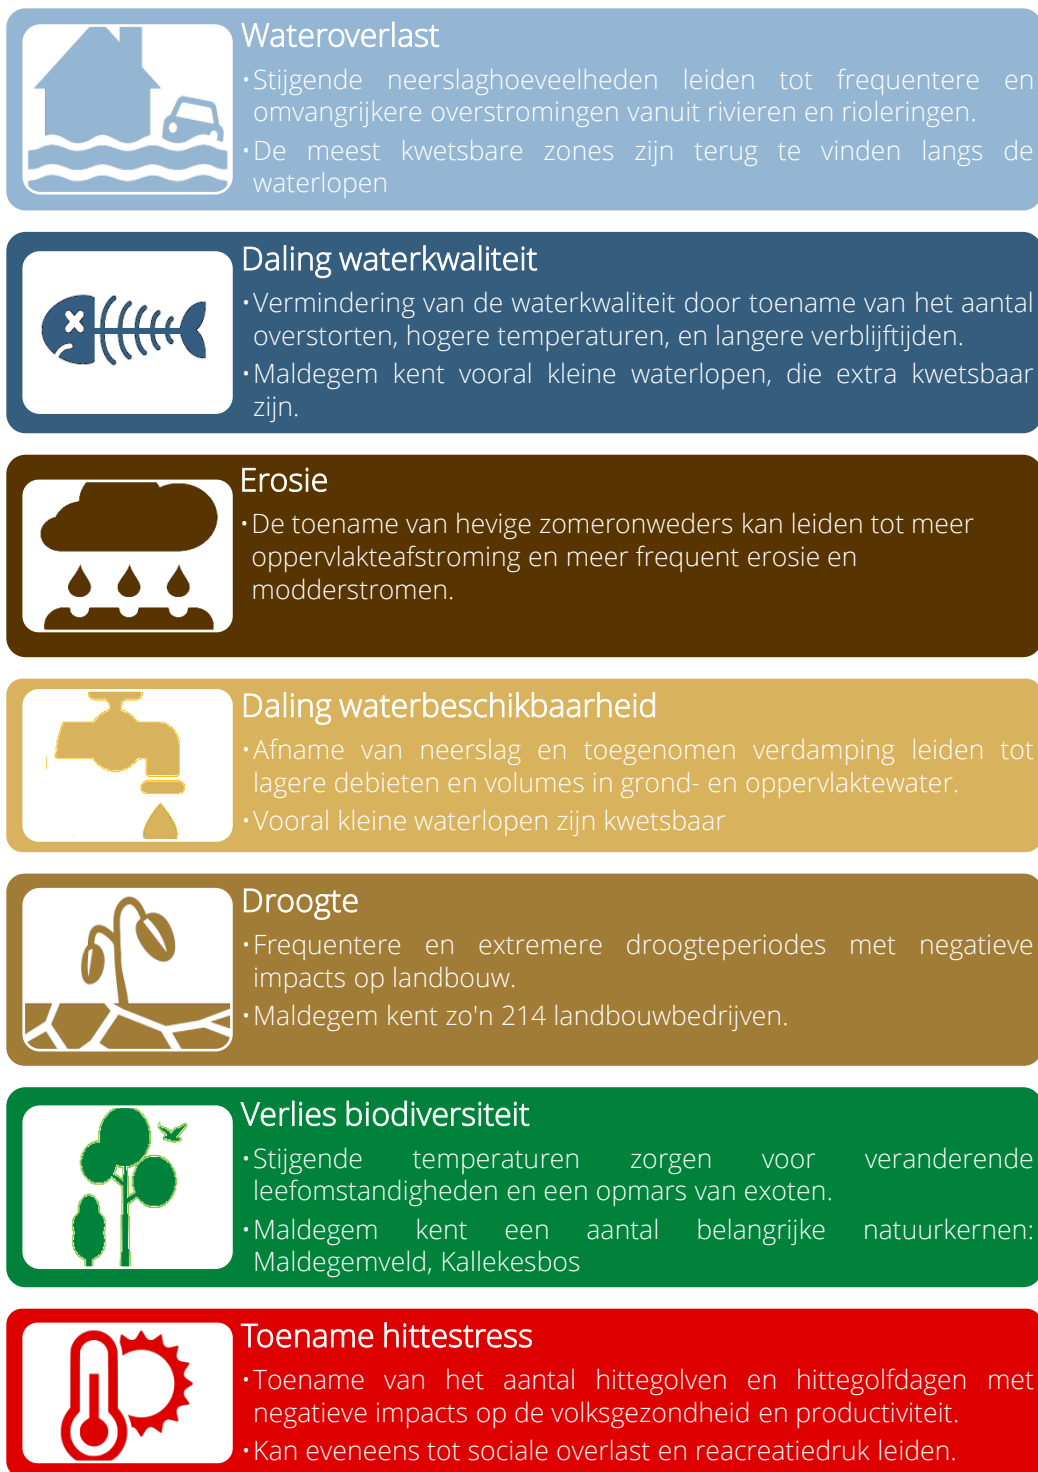 Wateroverlast
·Stijgende neerslaghoeveelheden leiden tot frequentere en
omvangrijkere overstromingen vanuit rivieren en rioleringen.
·De meest kwetsbare zones zijn terug te vinden langs de
waterlopen
Daling waterkwaliteit
·Vermindering van de waterkwaliteit door toename van het aantal
overstorten, hogere temperaturen, en langere verblijftijden.
·Maldegem kent vooral kleine waterlopen, die extra kwetsbaar
zijn.
Erosie
·De toename van hevige zomeronweders kan leiden tot meer
oppervlakteafstroming en meer frequent erosie en
modderstromen.
Daling waterbeschikbaarheid
·Afname van neerslag en toegenomen verdamping leiden tot
lagere debieten en volumes in grond- en oppervlaktewater.
·Vooral kleine waterlopen zijn kwetsbaar
Droogte
·Frequentere en extremere droogteperiodes met negatieve
impacts op landbouw.
·Maldegem kent zo'n 214 landbouwbedrijven.
Verlies biodiversiteit
·Stijgende temperaturen zorgen voor veranderende
leefomstandigheden en een opmars van exoten.
·Maldegem kent een aantal belangrijke natuurkernen:
Maldegemveld, Kallekesbos
Toename hittestress
·Toename van het aantal hittegolven en hittegolfdagen met
negatieve impacts op de volksgezondheid en productiviteit.
·Kan eveneens tot sociale overlast en reacreatiedruk leiden.